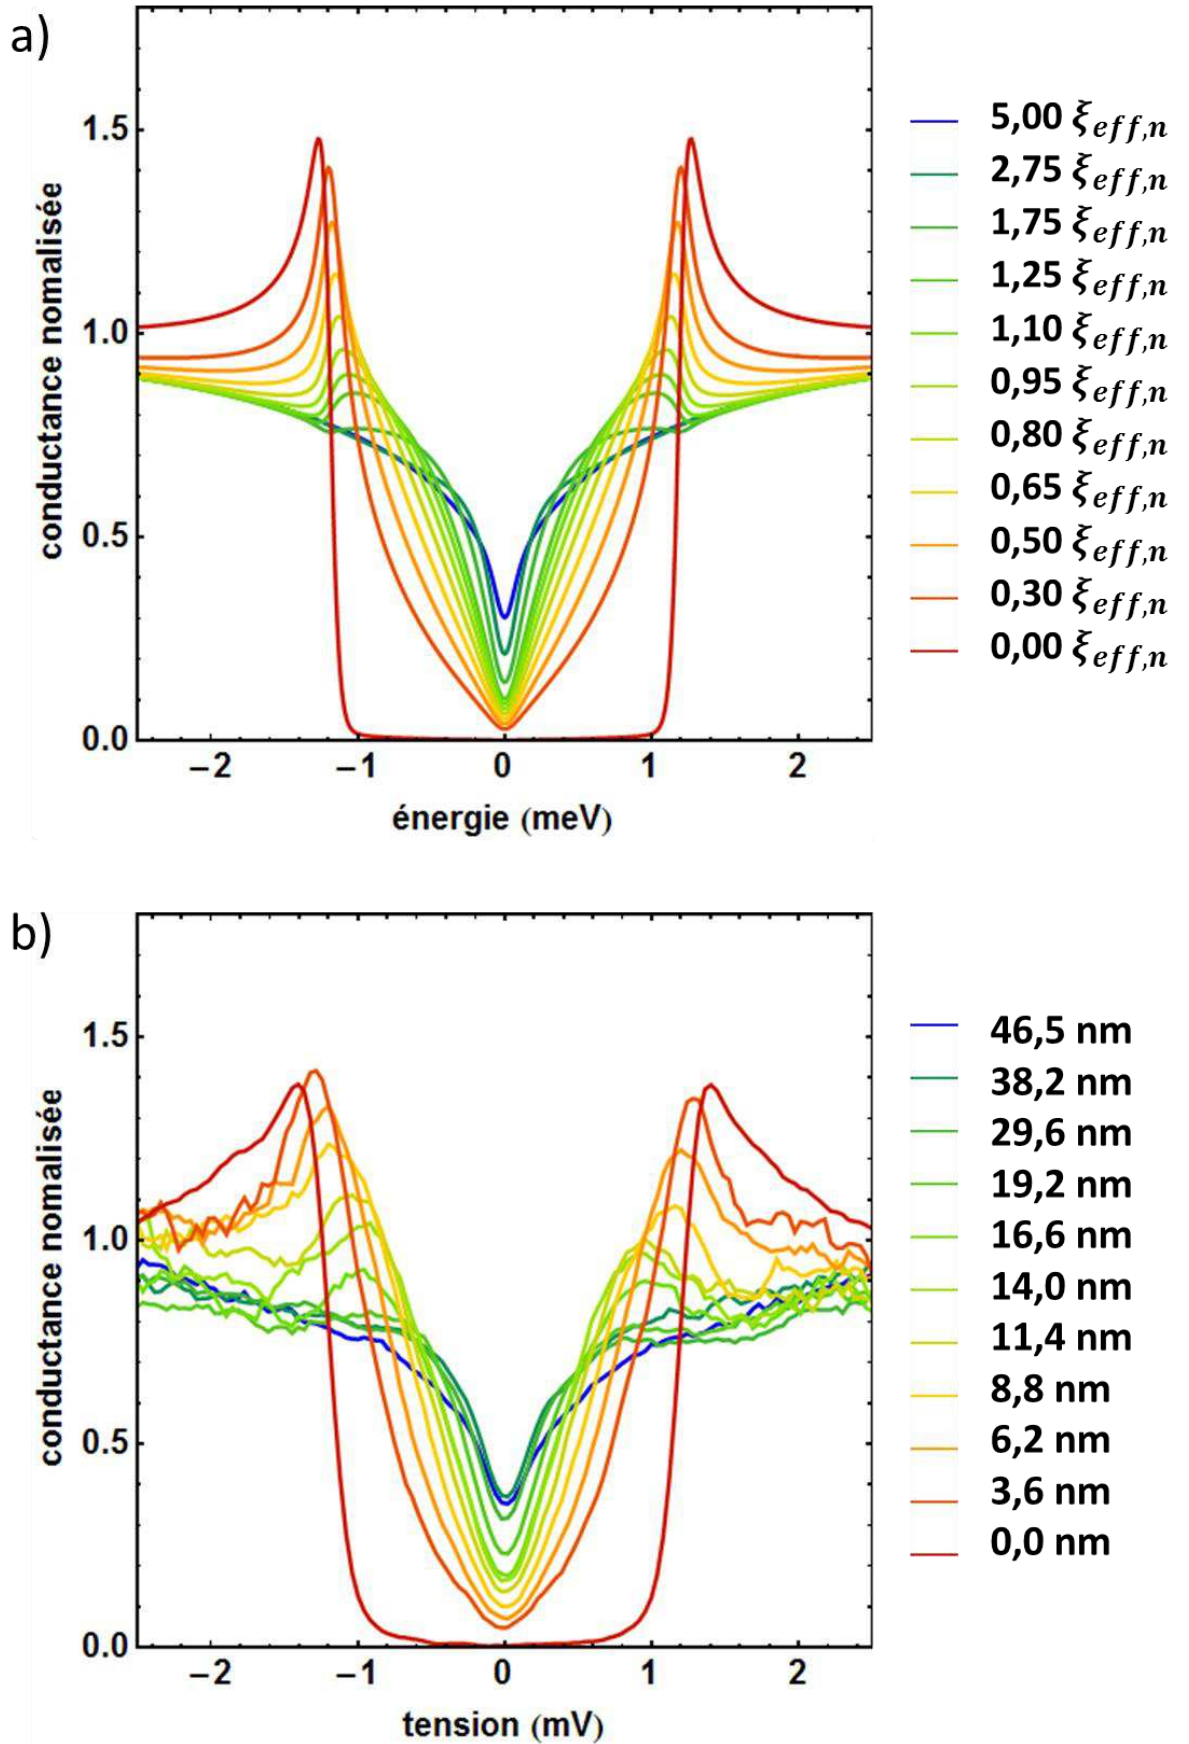 a)
1.5
1.0
0.5
0.0
−2 −1 0 1 2
conductance nomalisée
énergie (meV)
5,00 ξeff,n
2,75 ξeff,n
1,75 ξeff,n
1,25 ξeff,n
1,10 ξeff,n
0,95 ξeff,n
0,80 ξeff,n
0,65 ξeff,n
0,50 ξeff,n
0,30 ξeff,n
0,00 ξeff,n
b)
1.5
1.0
0.5
0.0
−2 −1 0 1 2
conductance nomalisée
tension (mV)
46,5 nm
38,2 nm
29,6 nm
19,2 nm
16,6 nm
14,0 nm
11,4 nm
8,8 nm
6,2 nm
3,6 nm
0,0 nm